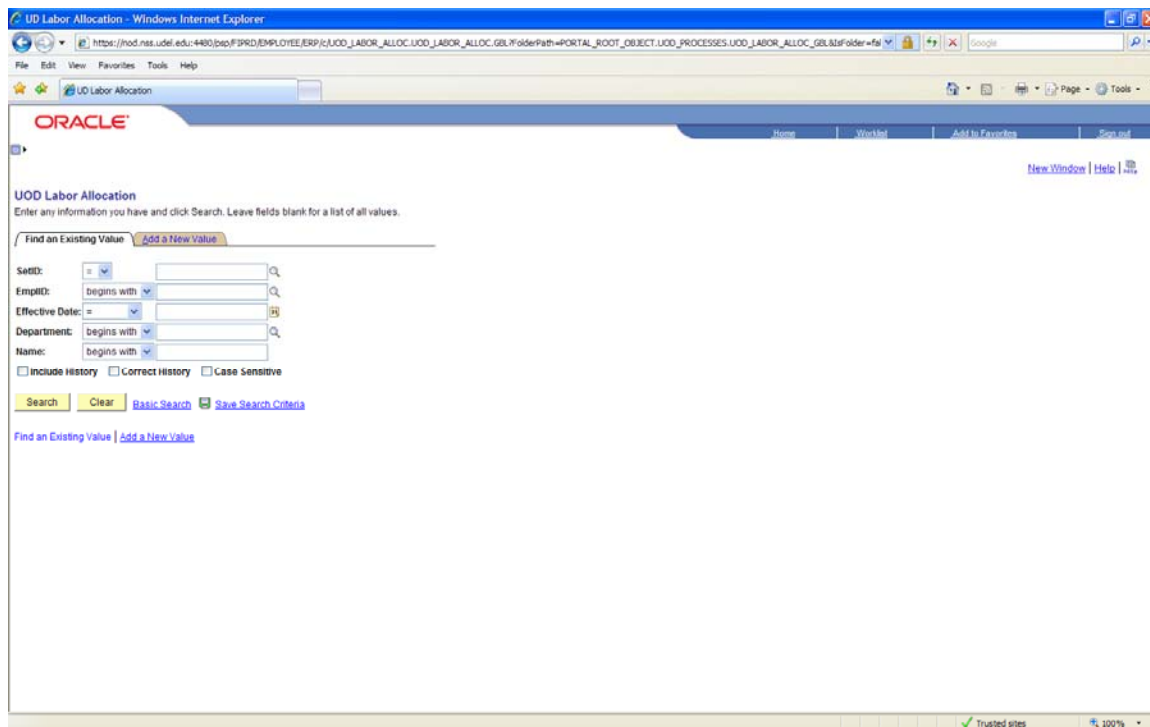 UD Labor Allocation - Windows Internet Explorer
https://nod.nss.udel.edu:4480/psp/FIPRD/EMPLOYEE/ERP/c/UOD_LABOR_ALLOC.UOD_LABOR_ALLOC.GBL?FolderPath=PORTAL_ROOT_OBJECT.UOD_PROCESSES.UOD_LABOR_ALLOC_GBL&IsFolder=fal Google
File Edit View Favorites Tools Help
UD Labor Allocation Page Tools
ORACLE
Home Worklist Add to Favorites Sign out
New Window | Help | http
UOD Labor Allocation
Enter any information you have and click Search. Leave fields blank for a list of all values.
Find an Existing Value Add a New Value
SetID: =
EmplID: begins with
Effective Date: = 31
Department: begins with
Name: begins with
Include History Correct History Case Sensitive
Search Clear Basic Search Save Search Criteria
Find an Existing Value | Add a New Value
Trusted sites 100%